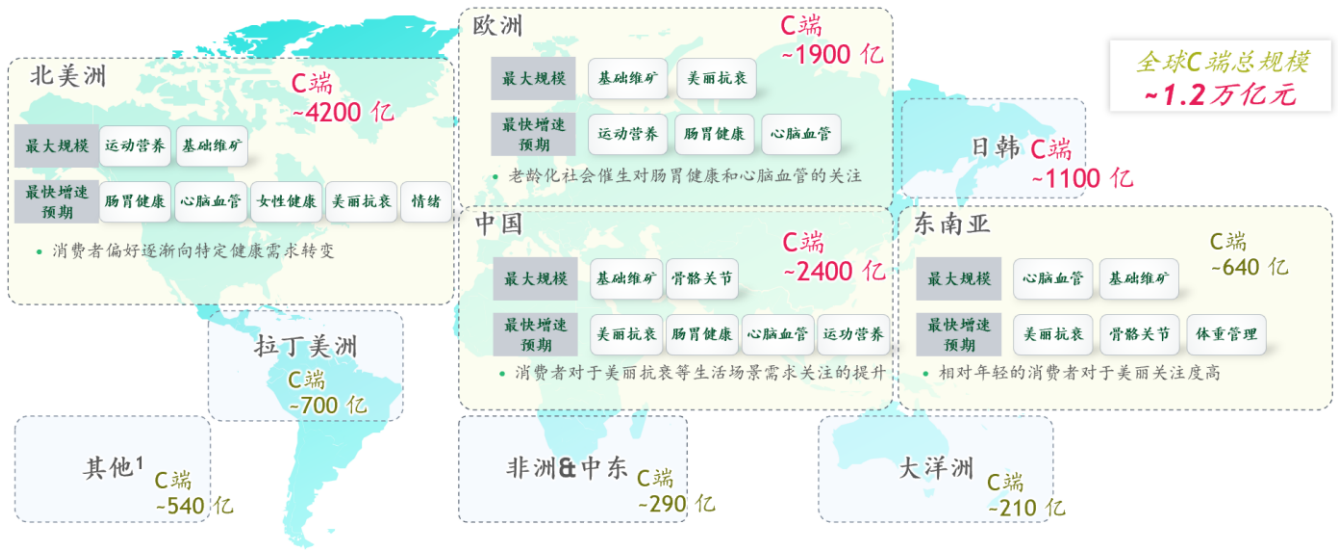 全球C端总规模
~1.2万亿元
北美洲
C端
~4200 亿
最大规模
运动营养
基础维矿
最快增速
预期
肠胃健康
心脑血管
女性健康
美丽抗衰
情绪
• 消费者偏好逐渐向特定健康需求转变
欧洲
C端
~1900 亿
最大规模
基础维矿
美丽抗衰
最快增速
预期
运动营养
肠胃健康
心脑血管
• 老龄化社会催生对肠胃健康和心脑血管的关注
日韩
C端
~1100 亿
中国
C端
~2400 亿
最大规模
基础维矿
骨骼关节
最快增速
预期
美丽抗衰
肠胃健康
心脑血管
运动营养
• 消费者对于美丽抗衰等生活场景需求关注的提升
东南亚
C端
~640 亿
最大规模
心脑血管
基础维矿
最快增速
预期
美丽抗衰
骨骼关节
体重管理
• 相对年轻的消费者对于美丽关注度高
拉丁美洲
C端
~700 亿
其他1
C端
~540 亿
非洲&中东
C端
~290 亿
大洋洲
C端
~210 亿